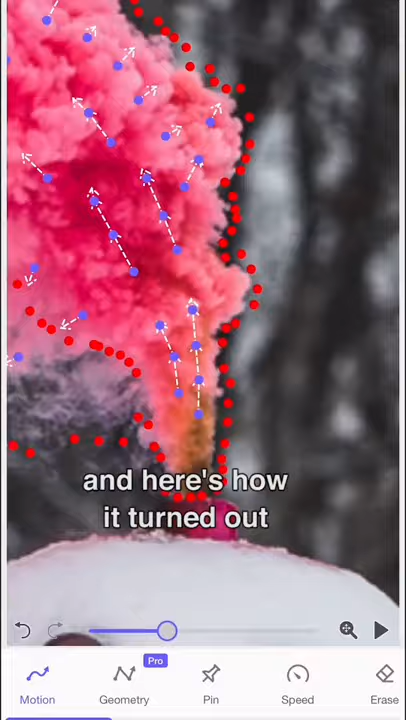 and here's how
it turned out
Pro
Motion
Geometry
Pin
Speed
Erase